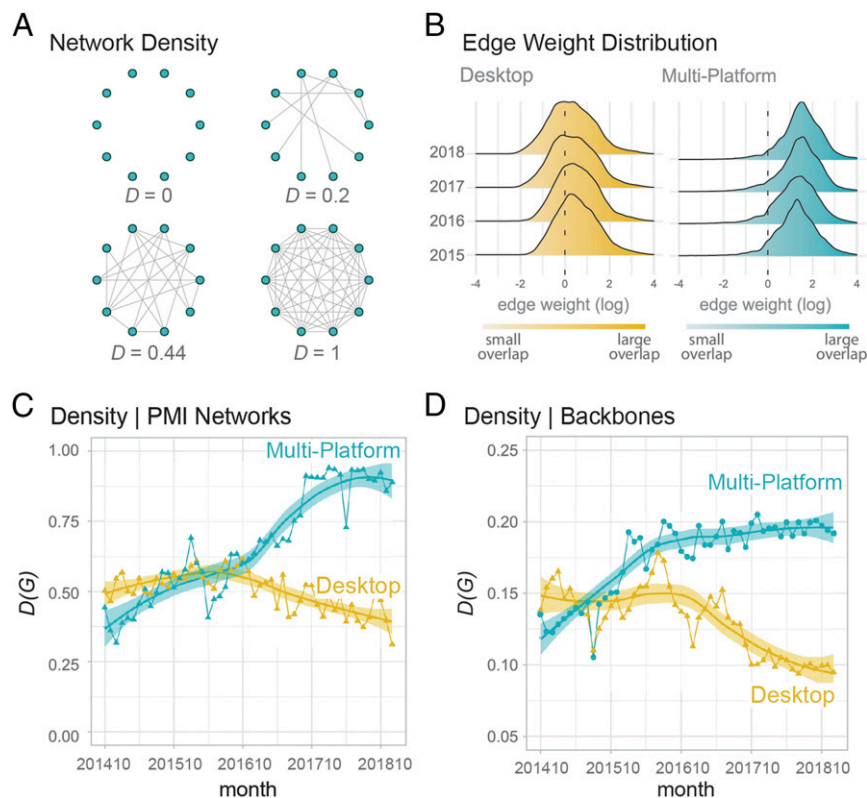 A
Network Density
D = 0
D = 0.2
D = 0.44
D = 1
B
Edge Weight Distribution
Desktop
Multi-Platform
2018
2017
2016
2015
-4 -2 0 2 4
-4 -2 0 2 4
edge weight (log)
edge weight (log)
small overlap
large overlap
small overlap
large overlap
C
Density | PMI Networks
1.00
0.75
0.50
0.25
0.00
D(G)
Multi-Platform
Desktop
201410 201510 201610 201710 201810
month
D
Density | Backbones
0.25
0.20
0.15
0.10
0.05
D(G)
Multi-Platform
Desktop
201410 201510 201610 201710 201810
month